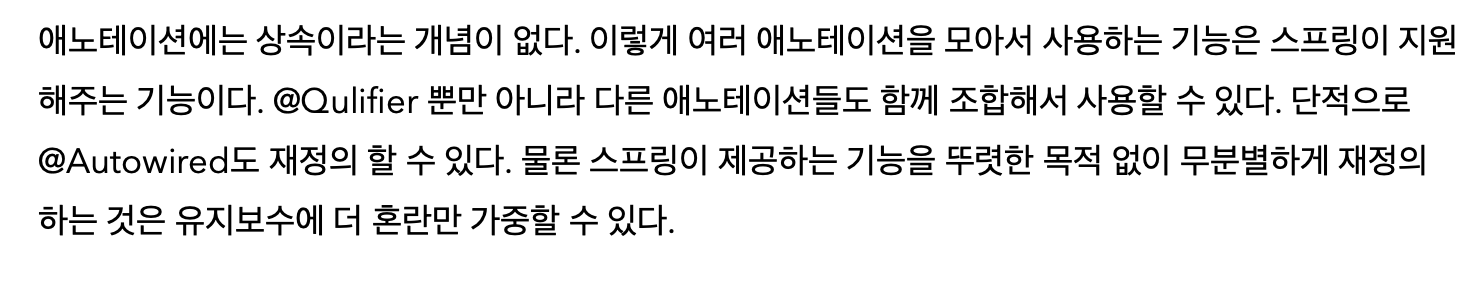 애노테이션에는 상속이라는 개념이 없다. 이렇게 여러 애노테이션을 모아서 사용하는 기능은 스프링이 지원
해주는 기능이다. @Qulifier 뿐만 아니라 다른 애노테이션들도 함께 조합해서 사용할 수 있다. 단적으로
@Autowired도 재정의 할 수 있다. 물론 스프링이 제공하는 기능을 뚜렷한 목적 없이 무분별하게 재정의
하는 것은 유지보수에 더 혼란만 가중할 수 있다.